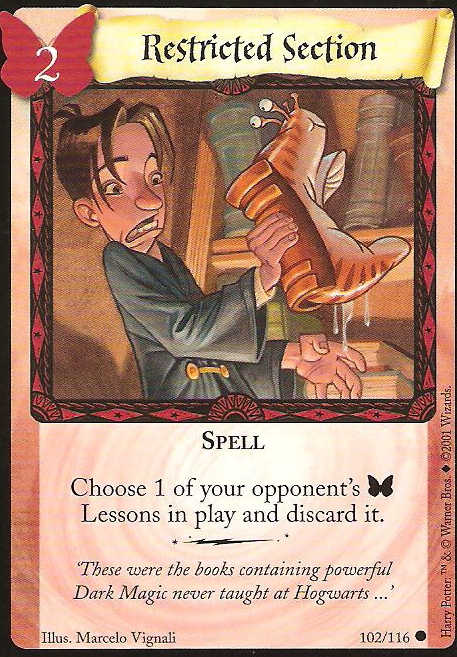 2
Restricted Section
SPELL
Choose 1 of your opponent's
Lessons in play and discard it.
'These were the books containing powerful
Dark Magic never taught at Hogwarts ...'
Illus. Marcelo Vignali
102/116
Harry Potter: ™ & © Warner Bros. ◆ ©2001 Wizards.